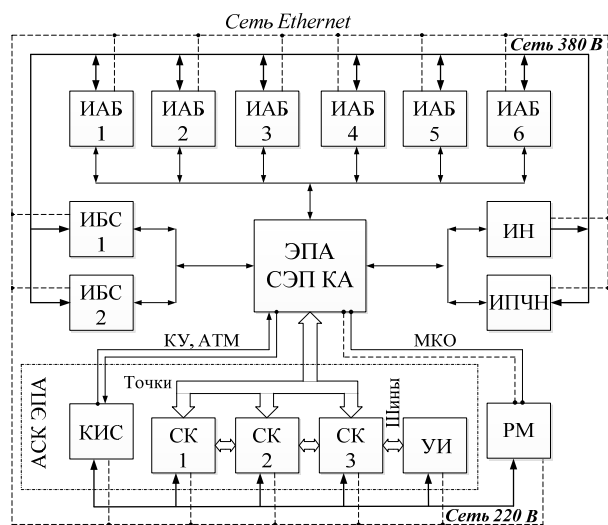 Сеть Ethernet
Сеть 380 В
ИАБ 1
ИАБ 2
ИАБ 3
ИАБ 4
ИАБ 5
ИАБ 6
ИБС 1
ЭПА СЭП КА
ИН
ИБС 2
ИПЧН
КУ, АТМ
МКО
АСК ЭПА
Точки
Шины
КИС
СК 1
СК 2
СК 3
УИ
РМ
Сеть 220 В